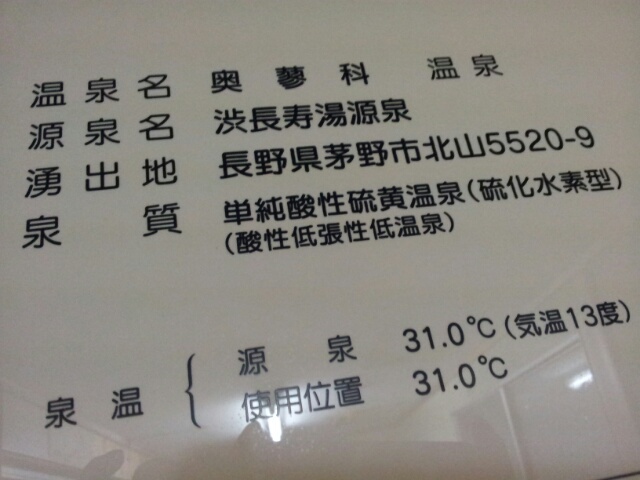 温泉名 奥蓼科 温泉
源泉名 渋長寿湯源泉
湧出地 長野県茅野市北山5520-9
泉質 単純酸性硫黄温泉(硫化水素型)
(酸性低張性低温泉)
源泉 31.0℃(気温13度)
泉温 { 使用位置 31.0℃